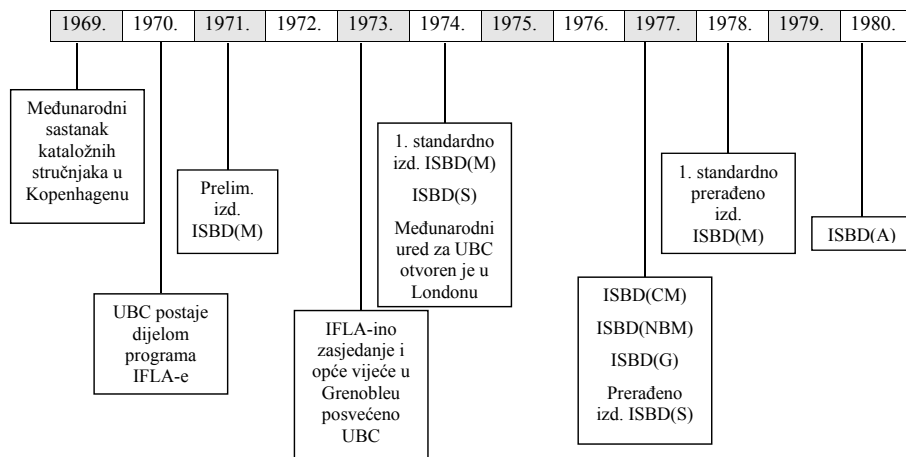 1969. 1970. 1971. 1972. 1973. 1974. 1975. 1976. 1977. 1978. 1979. 1980.
Međunarodni
sastanak
kataložnih
stručnjaka u
Kopenhagenu
UBC postaje
dijelom
programa
IFLA-e
Prelim.
izd.
ISBD(M)
IFLA-ino
zasjedanje i
opće vijeće u
Grenobleu
posvećeno
UBC
1. standardno
izd. ISBD(M)
ISBD(S)
Međunarodni
ured za UBC
otvoren je u
Londonu
ISBD(CM)
ISBD(NBM)
ISBD(G)
Prerađeno
izd. ISBD(S)
1. standardno
prerađeno
izd.
ISBD(M)
ISBD(A)